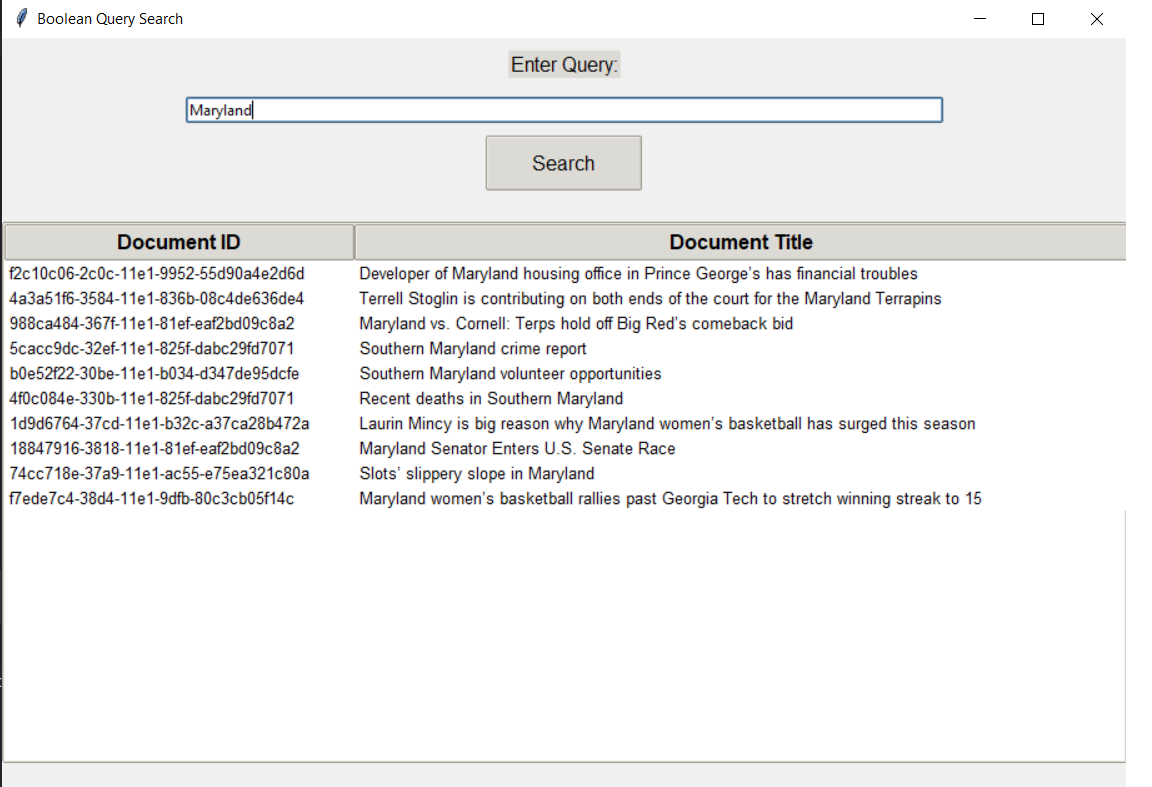 Boolean Query Search
Enter Query:
Maryland
Search
Document ID Document Title
f2c10c06-2c0c-11e1-9952-55d90a4e2d6d Developer of Maryland housing office in Prince George’s has financial troubles
4a3a51f6-3584-11e1-836b-08c4de636de4 Terrell Stoglin is contributing on both ends of the court for the Maryland Terrapins
988ca484-367f-11e1-81ef-eaf2bd09c8a2 Maryland vs. Cornell: Terps hold off Big Red’s comeback bid
5cacc9dc-32ef-11e1-825f-dabc29fd7071 Southern Maryland crime report
b0e52f22-30be-11e1-b034-d347de95dcfe Southern Maryland volunteer opportunities
4f0c084e-330b-11e1-825f-dabc29fd7071 Recent deaths in Southern Maryland
1d9d6764-37cd-11e1-b32c-a37ca28b472a Laurin Mincy is big reason why Maryland women’s basketball has surged this season
18847916-3818-11e1-81ef-eaf2bd09c8a2 Maryland Senator Enters U.S. Senate Race
74cc718e-37a9-11e1-ac55-e75ea321c80a Slots’ slippery slope in Maryland
f7ede7c4-38d4-11e1-9dfb-80c3cb05f14c Maryland women’s basketball rallies past Georgia Tech to stretch winning streak to 15